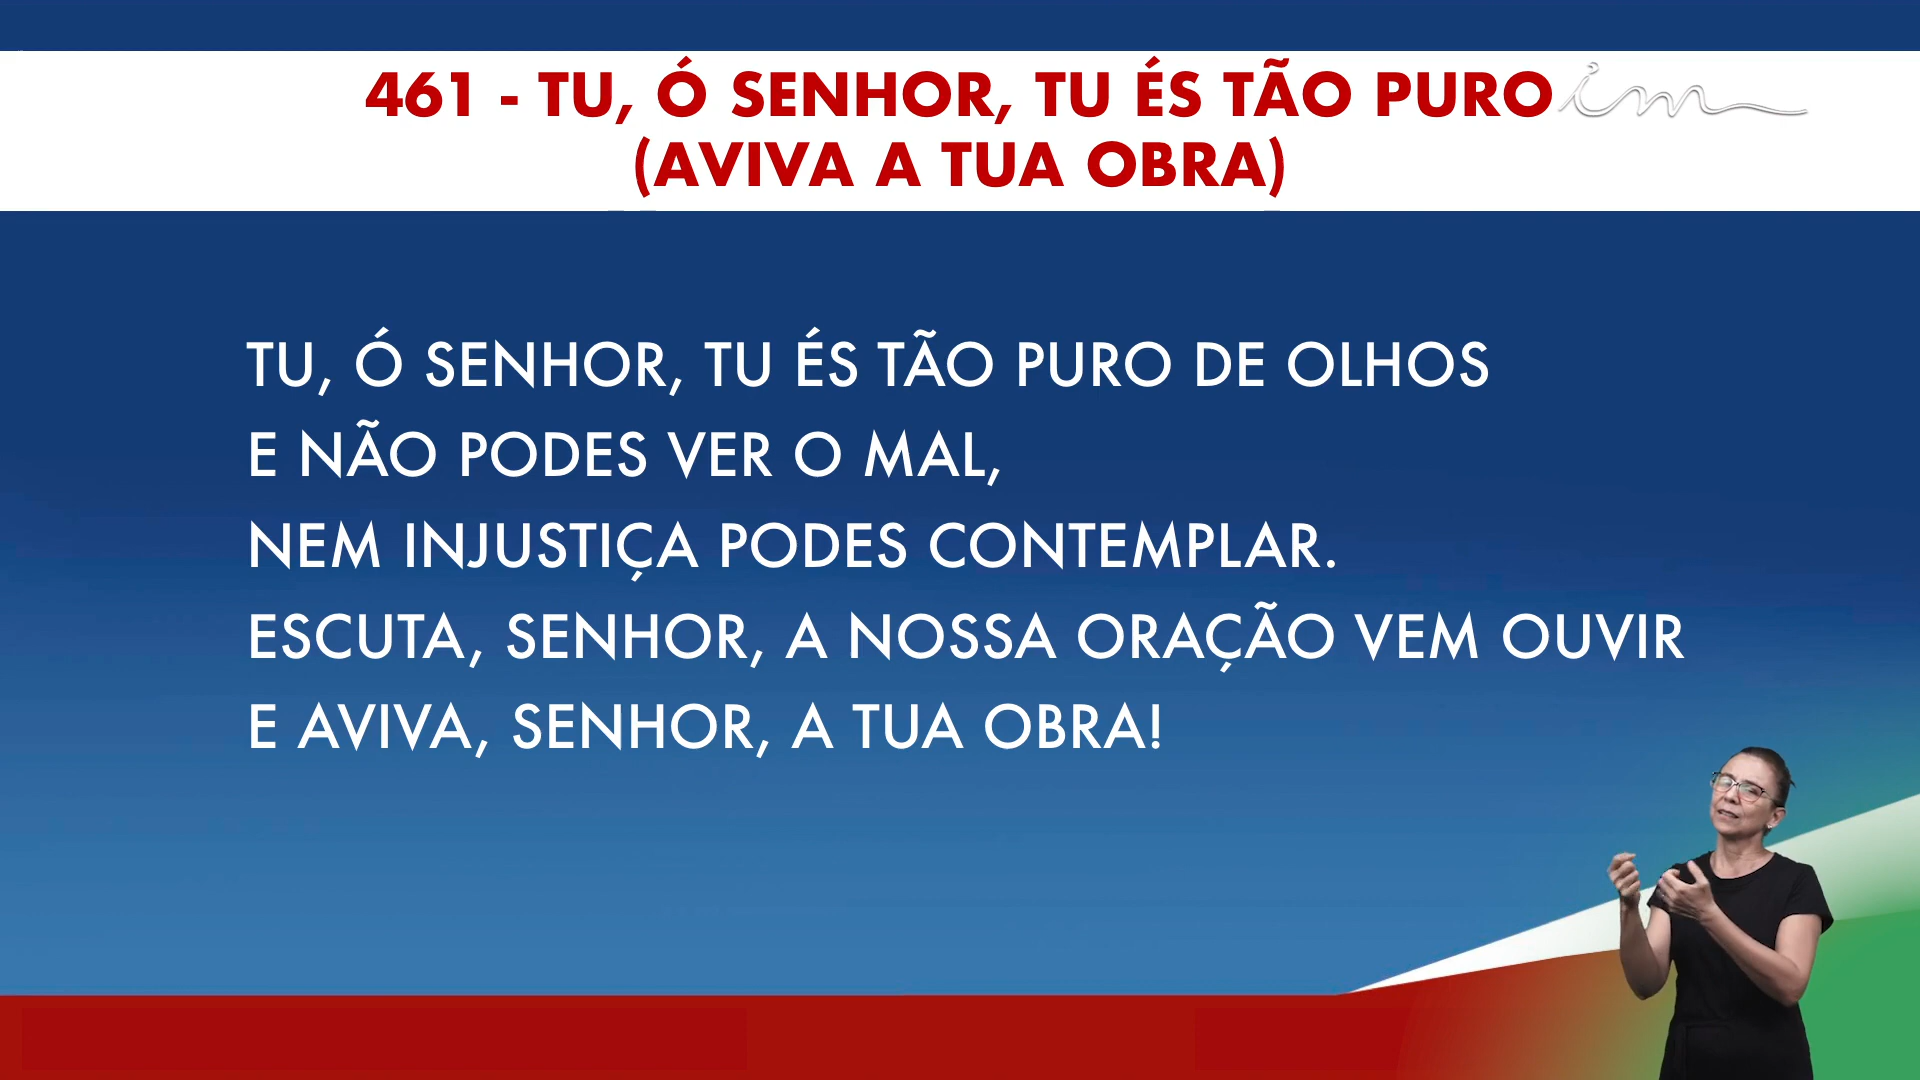 461 - TU, Ó SENHOR, TU ÉS TÃO PURO
im
(AVIVA A TUA OBRA)
TU, Ó SENHOR, TU ÉS TÃO PURO DE OLHOS
E NÃO PODES VER O MAL,
NEM INJUSTIÇA PODES CONTEMPLAR.
ESCUTA, SENHOR, A NOSSA ORAÇÃO VEM OUVIR
E AVIVA, SENHOR, A TUA OBRA!